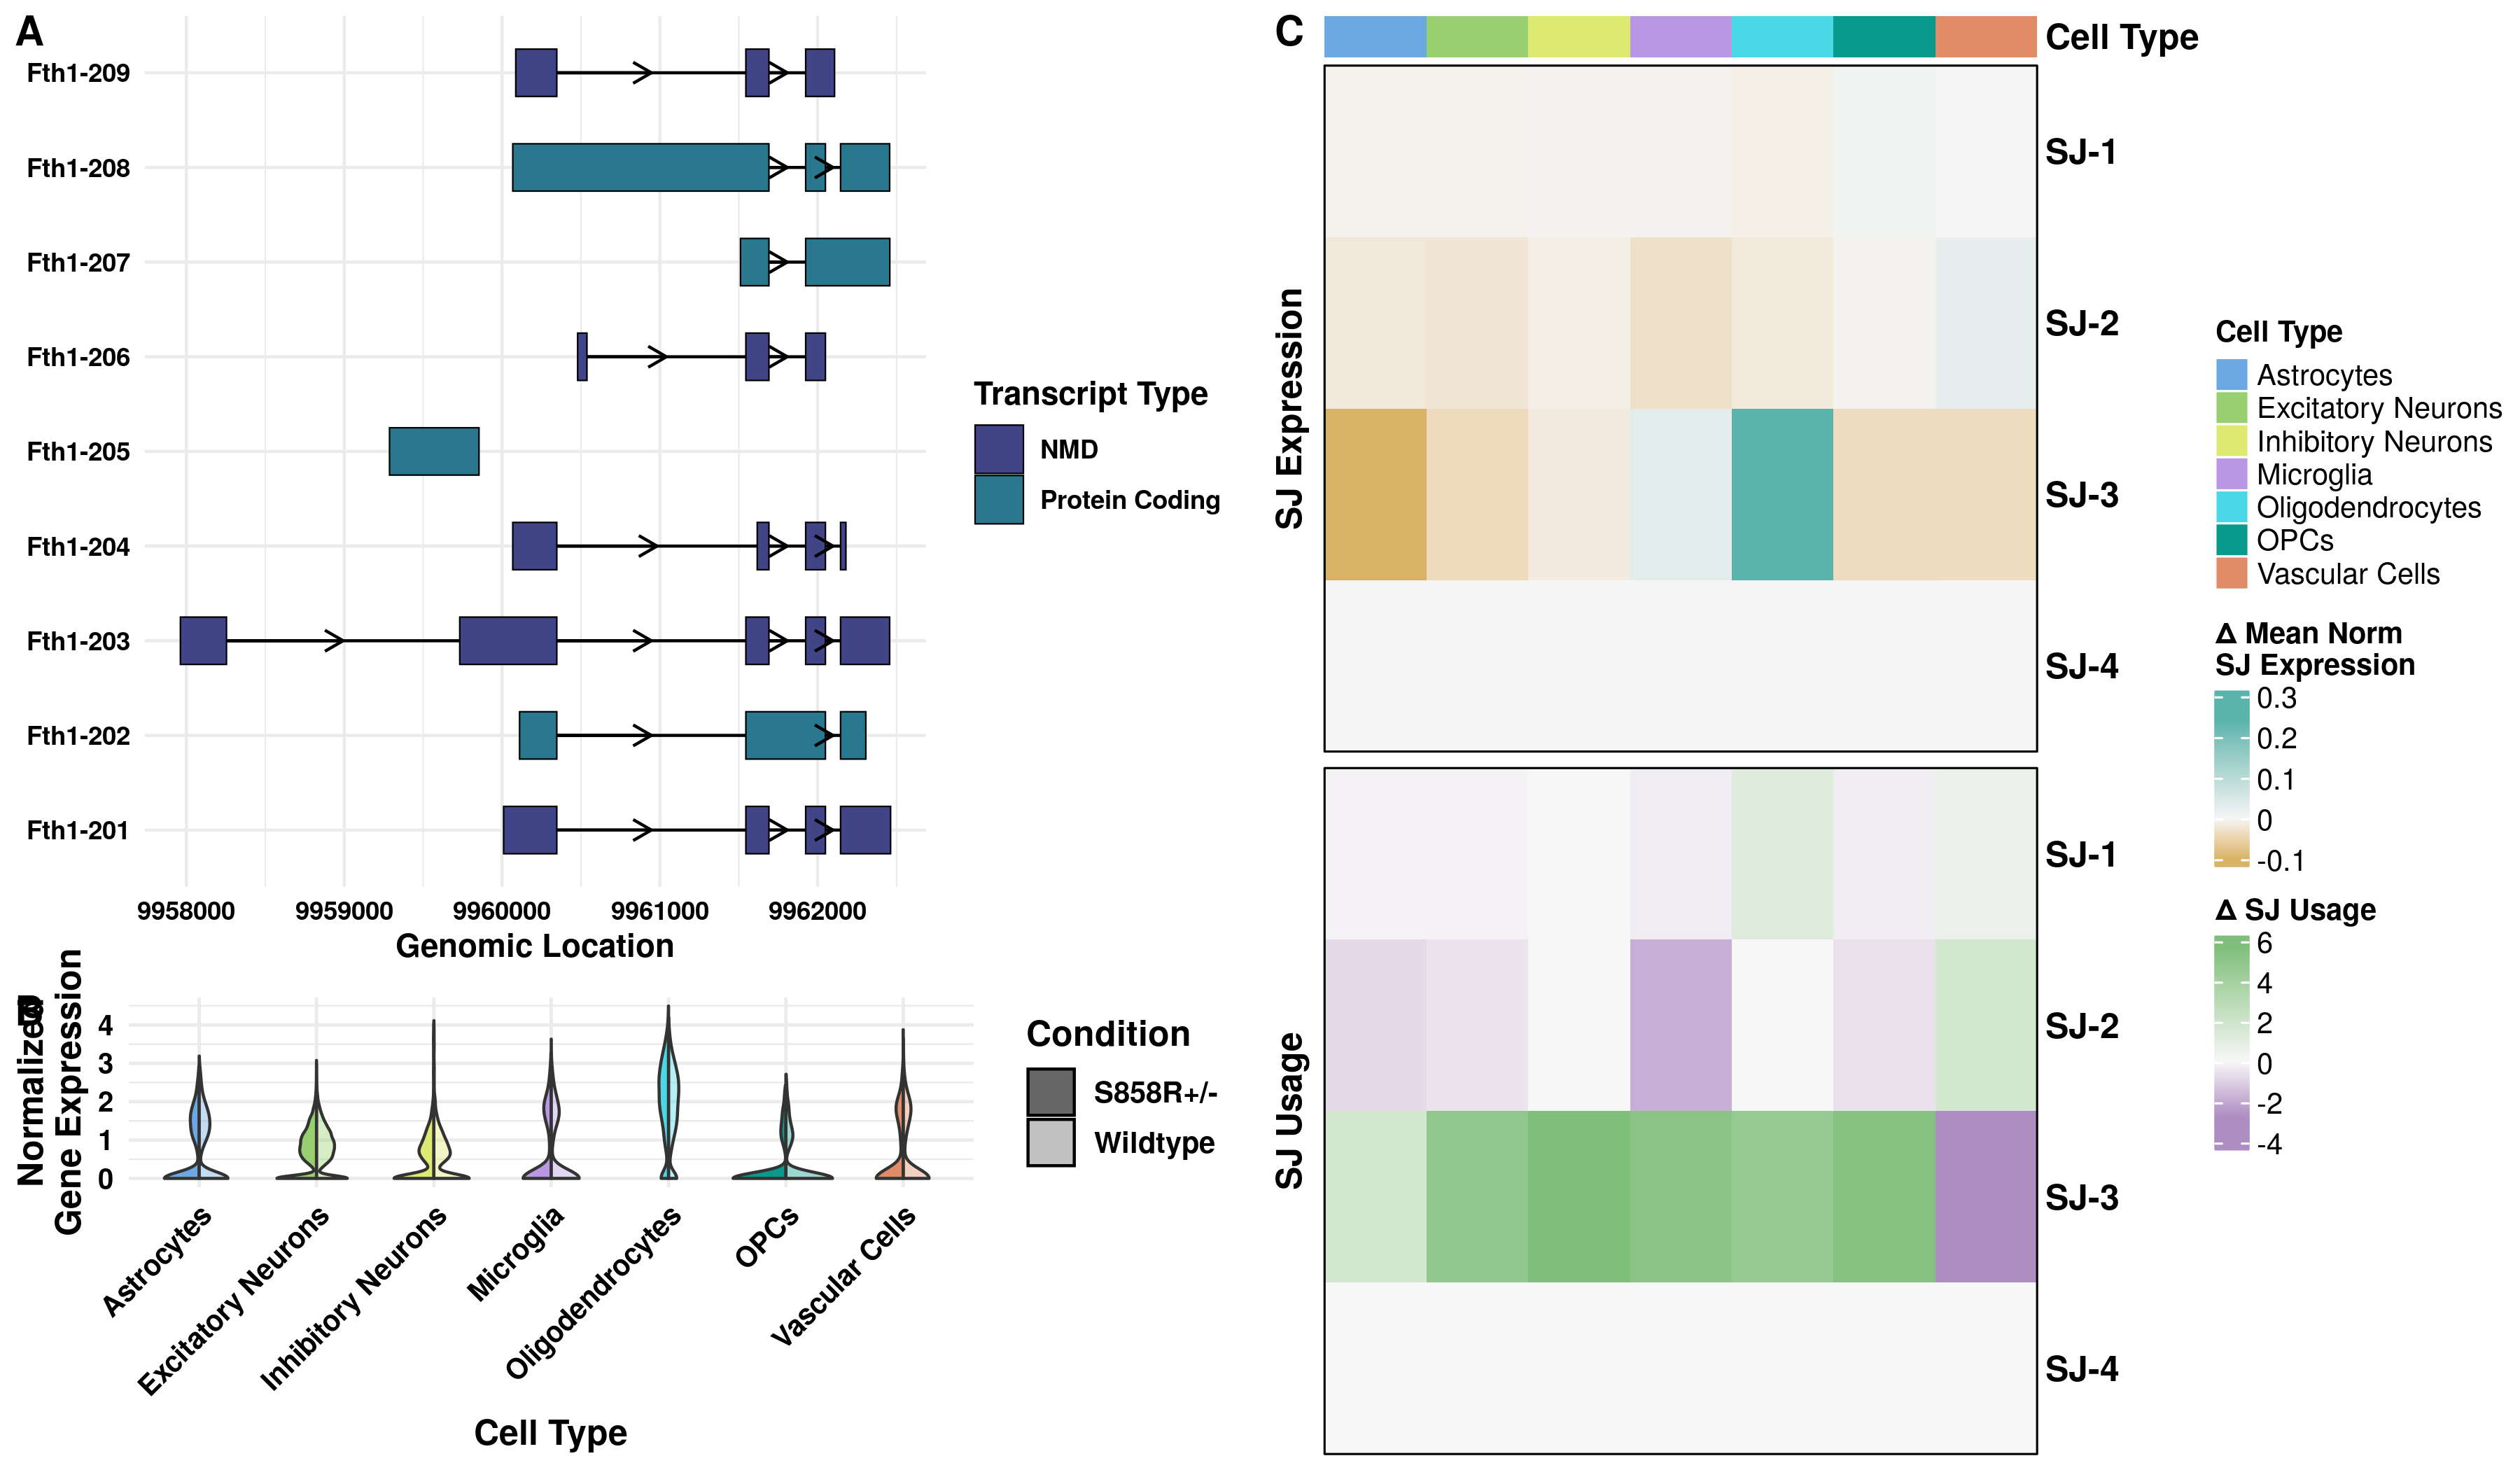 A
Fth1-209
Fth1-208
Fth1-207
Fth1-206
Fth1-205
Fth1-204
Fth1-203
Fth1-202
Fth1-201
9958000 9959000 9960000 9961000 9962000
Genomic Location
Transcript Type
NMD
Protein Coding
B
Normalized
Gene Expression
4
3
2
1
0
Astrocytes
Excitatory Neurons
Inhibitory Neurons
Microglia
Oligodendrocytes
OPCs
Vascular Cells
Cell Type
Condition
S858R+/-
Wildtype
C
Cell Type
SJ Expression
SJ-1
SJ-2
SJ-3
SJ-4
SJ Usage
SJ-1
SJ-2
SJ-3
SJ-4
Cell Type
Astrocytes
Excitatory Neurons
Inhibitory Neurons
Microglia
Oligodendrocytes
OPCs
Vascular Cells
Δ Mean Norm
SJ Expression
0.3
0.2
0.1
0
-0.1
Δ SJ Usage
6
4
2
0
-2
-4